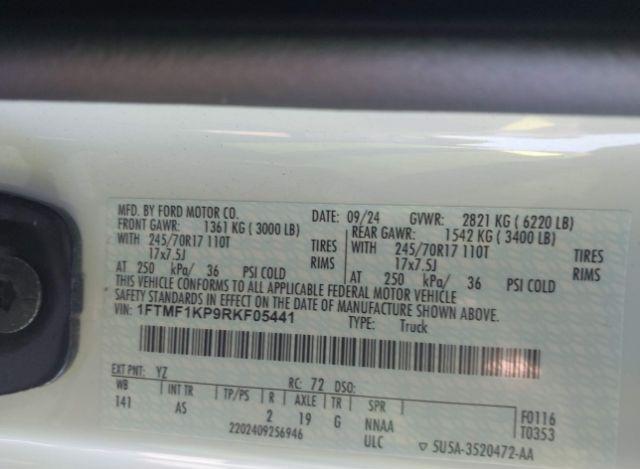 MFD. BY FORD MOTOR CO. DATE: 09/24 GVWR: 2821 KG ( 6220 LB)
FRONT GAWR: 1361 KG ( 3000 LB) REAR GAWR: 1542 KG ( 3400 LB)
WITH 245/70R17 110T TIRES WITH 245/70R17 110T TIRES
17x7.5J RIMS 17x7.5J RIMS
AT 250 kPa/ 36 PSI COLD AT 250 kPa/ 36 PSI COLD
THIS VEHICLE CONFORMS TO ALL APPLICABLE FEDERAL MOTOR VEHICLE
SAFETY STANDARDS IN EFFECT ON THE DATE OF MANUFACTURE SHOWN ABOVE.
VIN: 1FTMF1KP9RKF05441 TYPE: Truck
EXT PNT: YZ RC: 72 DSO:
WB INT TR TP/PS R AXLE TR SPR F0116
141 AS 2 19 G NNAA T0353
2202409256946 ULC 5U5A-3520472-AA